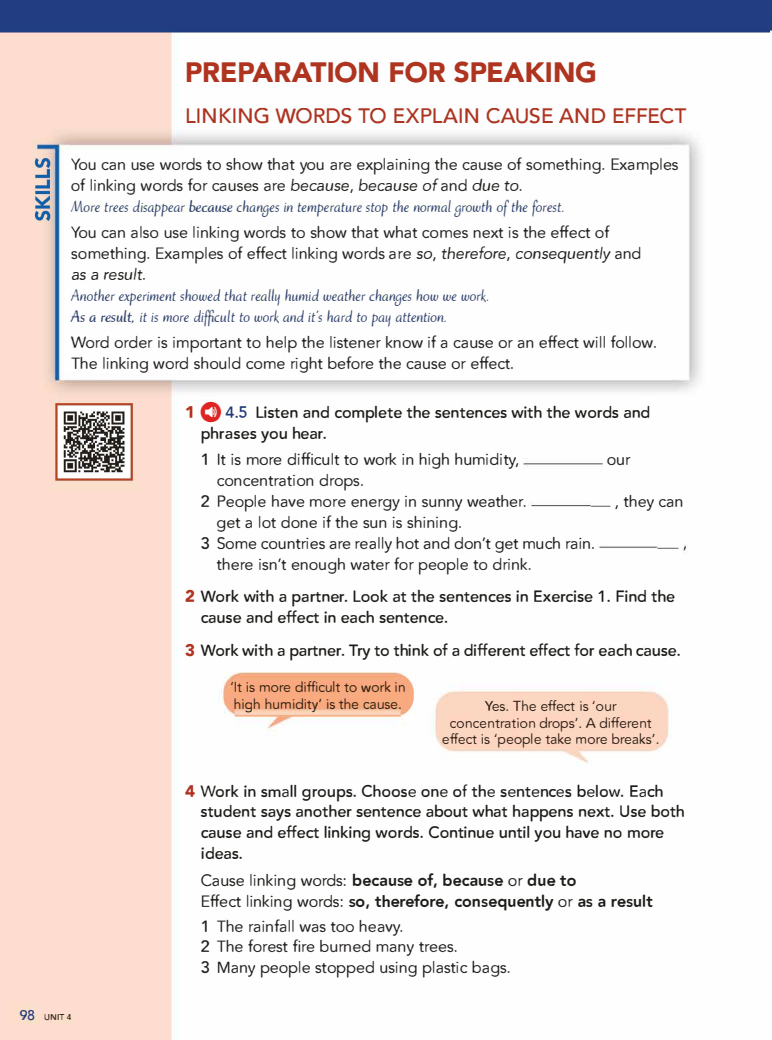 PREPARATION FOR SPEAKING
LINKING WORDS TO EXPLAIN CAUSE AND EFFECT
SKILLS
You can use words to show that you are explaining the cause of something. Examples
of linking words for causes are because, because of and due to.
More trees disappear because changes in temperature stop the normal growth of the forest.
You can also use linking words to show that what comes next is the effect of
something. Examples of effect linking words are so, therefore, consequently and
as a result.
Another experiment showed that really humid weather changes how we work.
As a result, it is more difficult to work and it's hard to pay attention.
Word order is important to help the listener know if a cause or an effect will follow.
The linking word should come right before the cause or effect.
1 4.5 Listen and complete the sentences with the words and
phrases you hear.
1 It is more difficult to work in high humidity, __________ our
concentration drops.
2 People have more energy in sunny weather. __________ , they can
get a lot done if the sun is shining.
3 Some countries are really hot and don't get much rain. __________ ,
there isn't enough water for people to drink.
2 Work with a partner. Look at the sentences in Exercise 1. Find the
cause and effect in each sentence.
3 Work with a partner. Try to think of a different effect for each cause.
'It is more difficult to work in
high humidity' is the cause.
Yes. The effect is 'our
concentration drops'. A different
effect is 'people take more breaks'.
4 Work in small groups. Choose one of the sentences below. Each
student says another sentence about what happens next. Use both
cause and effect linking words. Continue until you have no more
ideas.
Cause linking words: because of, because or due to
Effect linking words: so, therefore, consequently or as a result
1 The rainfall was too heavy.
2 The forest fire burned many trees.
3 Many people stopped using plastic bags.
98 UNIT 4